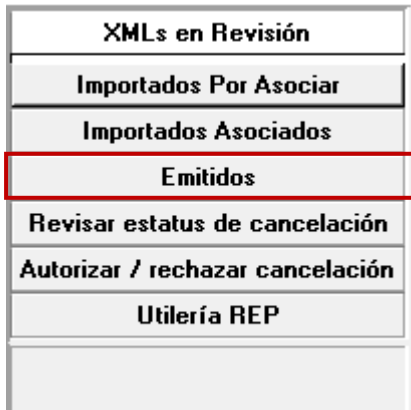 XMLs en Revisión
Importados Por Asociar
Importados Asociados
Emitidos
Revisar estatus de cancelación
Autorizar / rechazar cancelación
Utilería REP